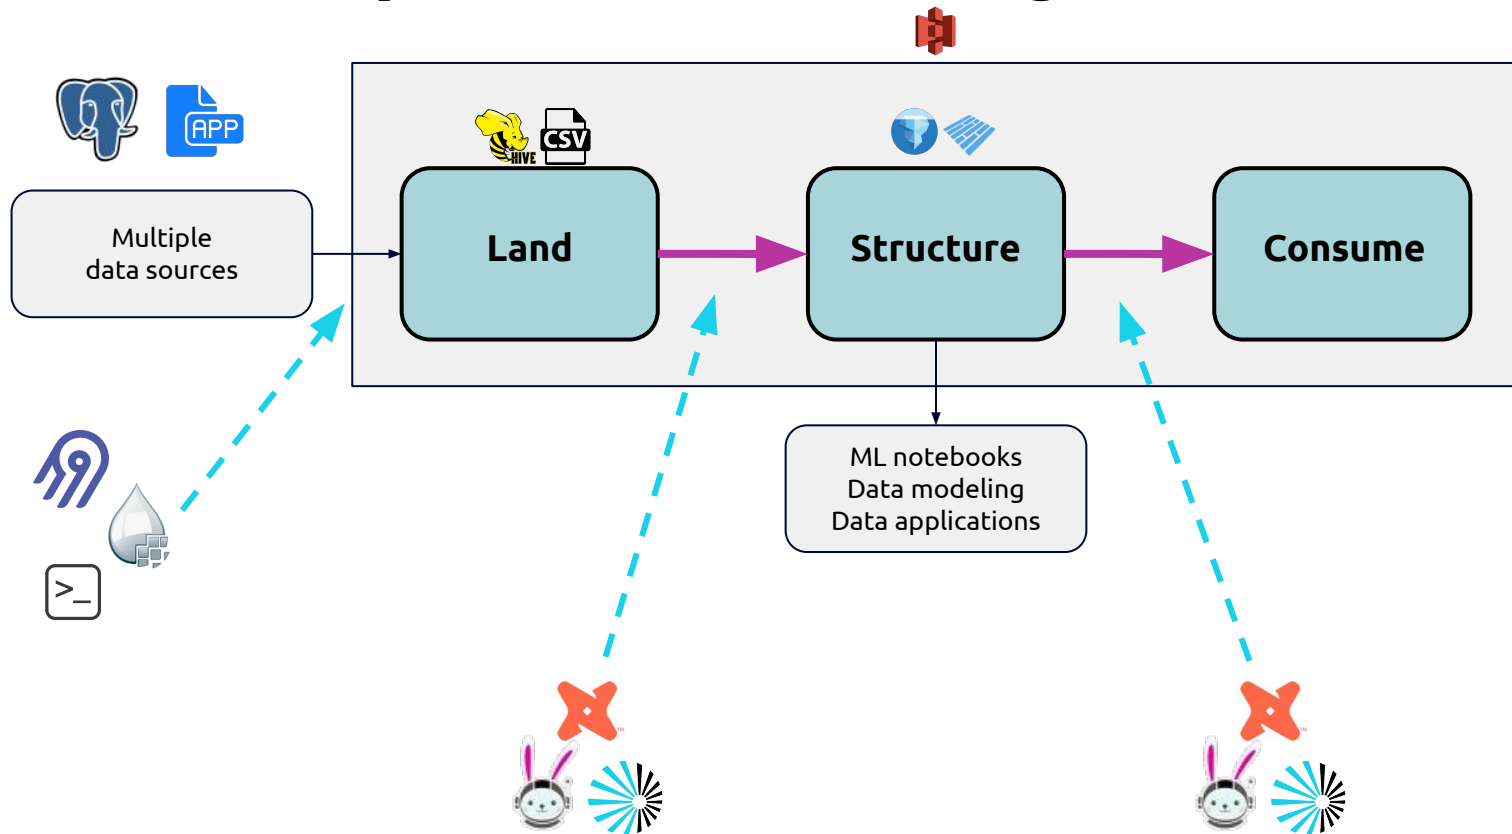 APP
HIVE
CSV
Multiple
data sources
Land
Structure
Consume
ML notebooks
Data modeling
Data applications
>_